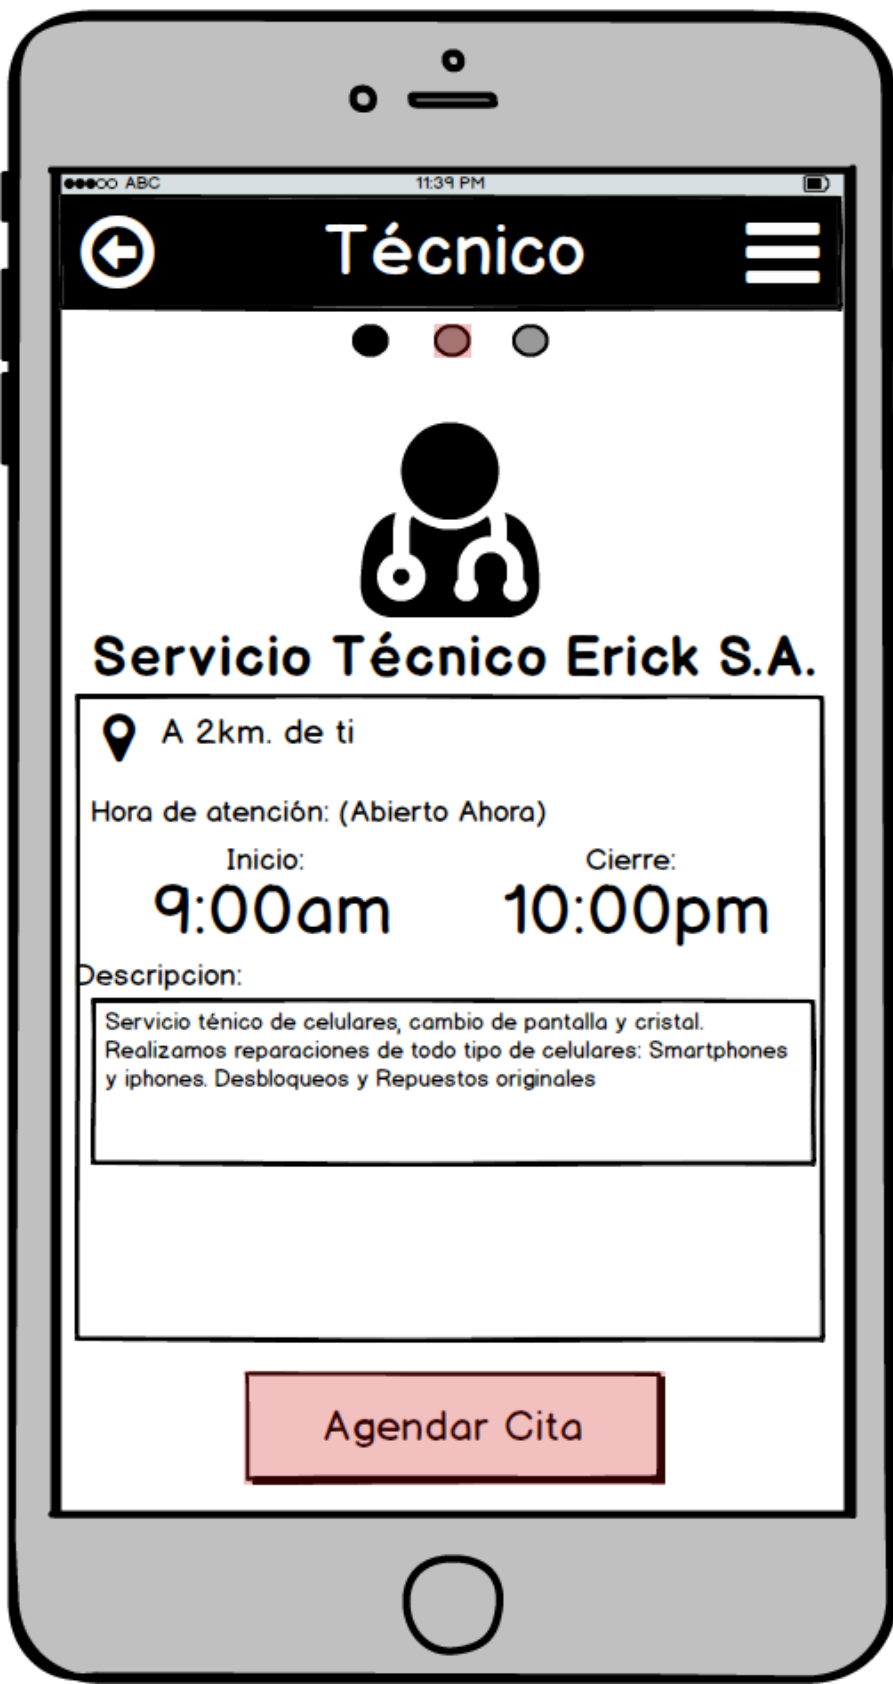 ABC 11:39 PM
Técnico
Servicio Técnico Erick S.A.
A 2km. de ti
Hora de atención: (Abierto Ahora)
Inicio: Cierre:
9:00am 10:00pm
Descripcion:
Servicio ténico de celulares, cambio de pantalla y cristal.
Realizamos reparaciones de todo tipo de celulares: Smartphones
y iphones. Desbloqueos y Repuestos originales
Agendar Cita